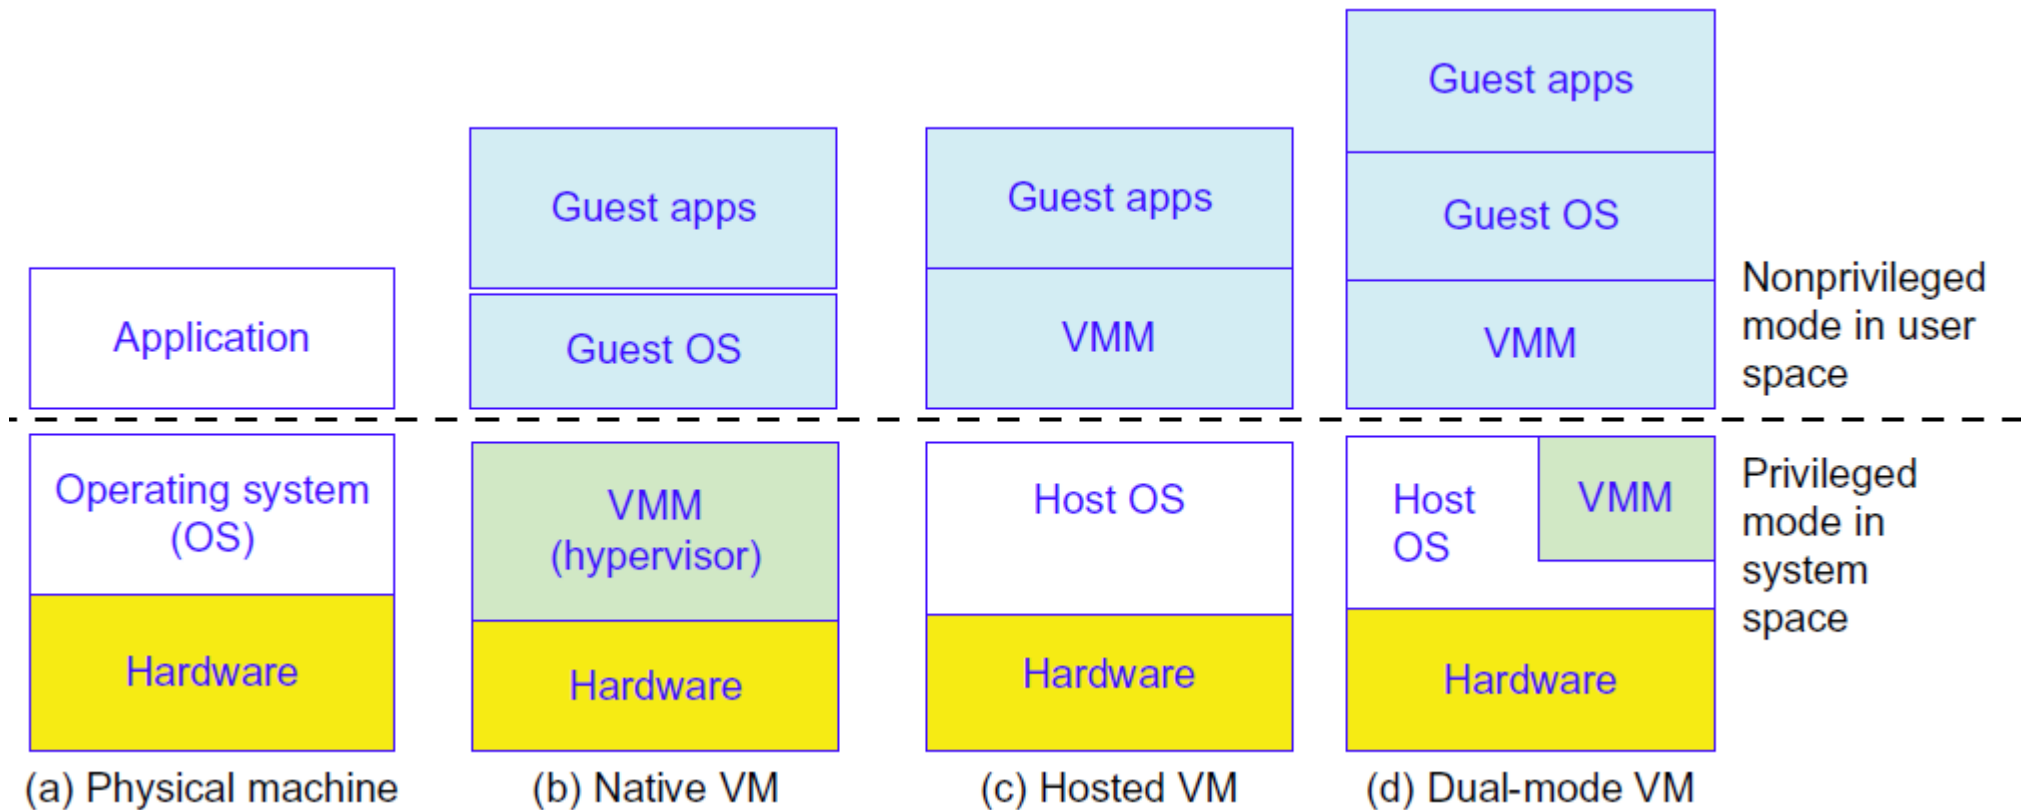 Application
Operating system
(OS)
Hardware
(a) Physical machine
Guest apps
Guest OS
VMM
(hypervisor)
Hardware
(b) Native VM
Guest apps
VMM
Host OS
Hardware
(c) Hosted VM
Guest apps
Guest OS
VMM
Host
OS
VMM
Hardware
(d) Dual-mode VM
Nonprivileged
mode in user
space
Privileged
mode in
system
space